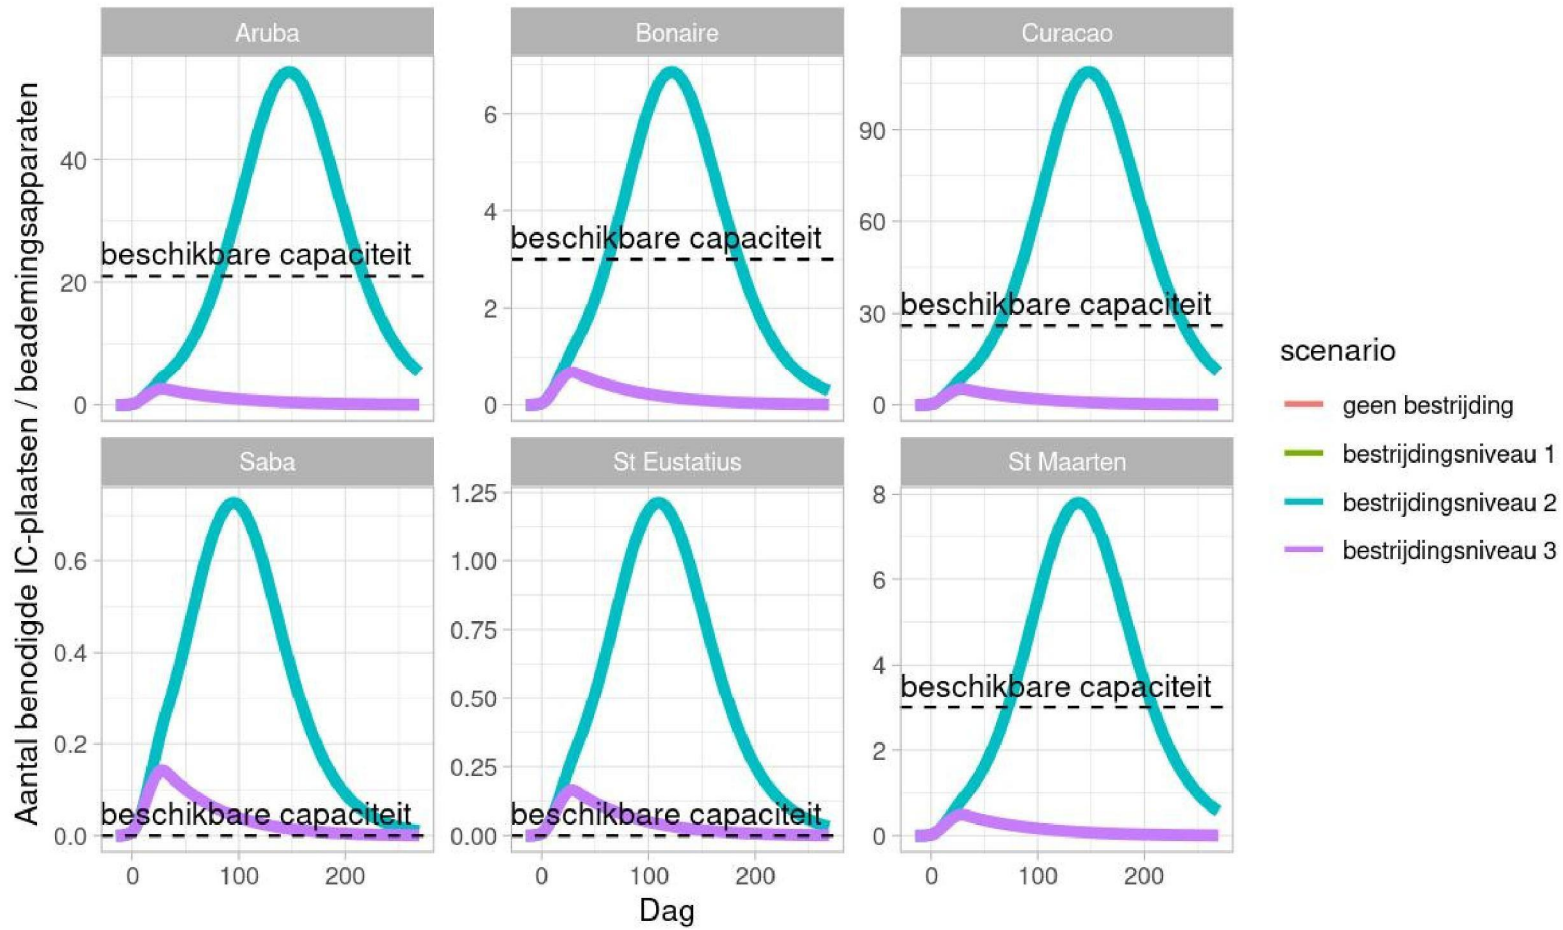 Aantal benodigde IC-plaatsen / beademingsapparaten
Aruba
Bonaire
Curacao
40
20
0
beschikbare capaciteit
6
4
2
0
beschikbare capaciteit
90
60
30
0
beschikbare capaciteit
Saba
St Eustatius
St Maarten
0.6
0.4
0.2
0.0
beschikbare capaciteit
0 100 200
1.25
1.00
0.75
0.50
0.25
0.00
beschikbare capaciteit
0 100 200
8
6
4
2
0
beschikbare capaciteit
0 100 200
Dag
scenario
geen bestrijding
bestrijdingsniveau 1
bestrijdingsniveau 2
bestrijdingsniveau 3